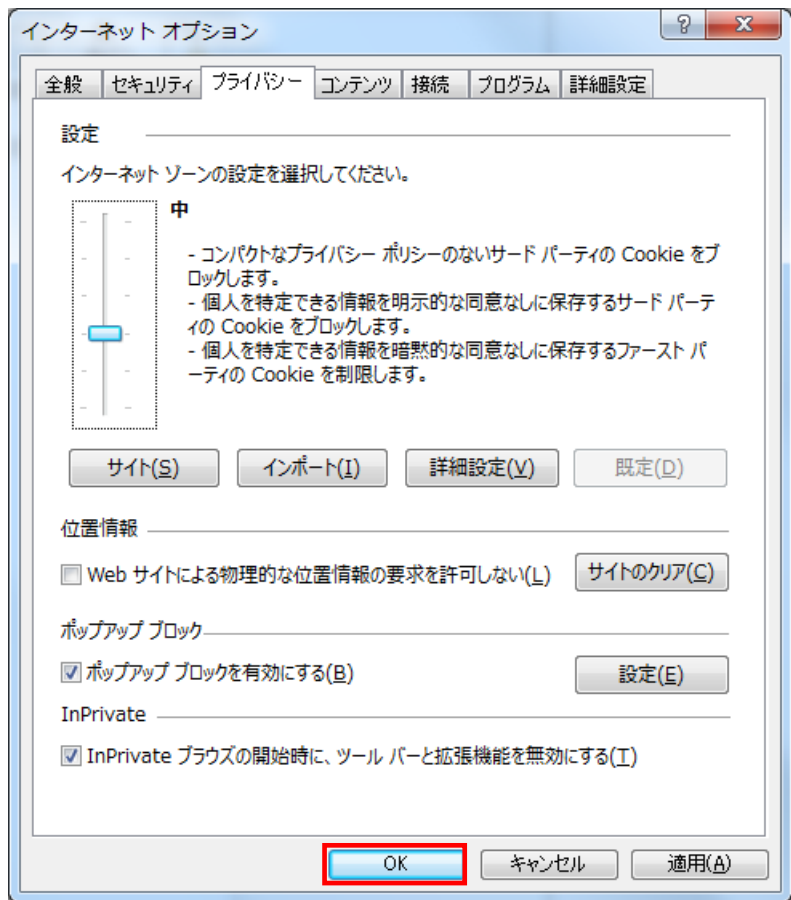 インターネット オプション
?
X
全般 セキュリティ プライバシー コンテンツ 接続 プログラム 詳細設定
設定
インターネット ゾーンの設定を選択してください。
中
- コンパクトなプライバシー ポリシーのないサード パーティの Cookie をブ
ロックします。
- 個人を特定できる情報を明示的な同意なしに保存するサード パーテ
ィの Cookie をブロックします。
- 個人を特定できる情報を暗黙的な同意なしに保存するファースト パ
ーティの Cookie を制限します。
サイト(S) インポート(I) 詳細設定(V) 既定(D)
位置情報
Web サイトによる物理的な位置情報の要求を許可しない(L) サイトのクリア(C)
ポップアップ ブロック
ポップアップ ブロックを有効にする(B) 設定(E)
InPrivate
InPrivate ブラウズの開始時に、ツール バーと拡張機能を無効にする(T)
OK キャンセル 適用(A)